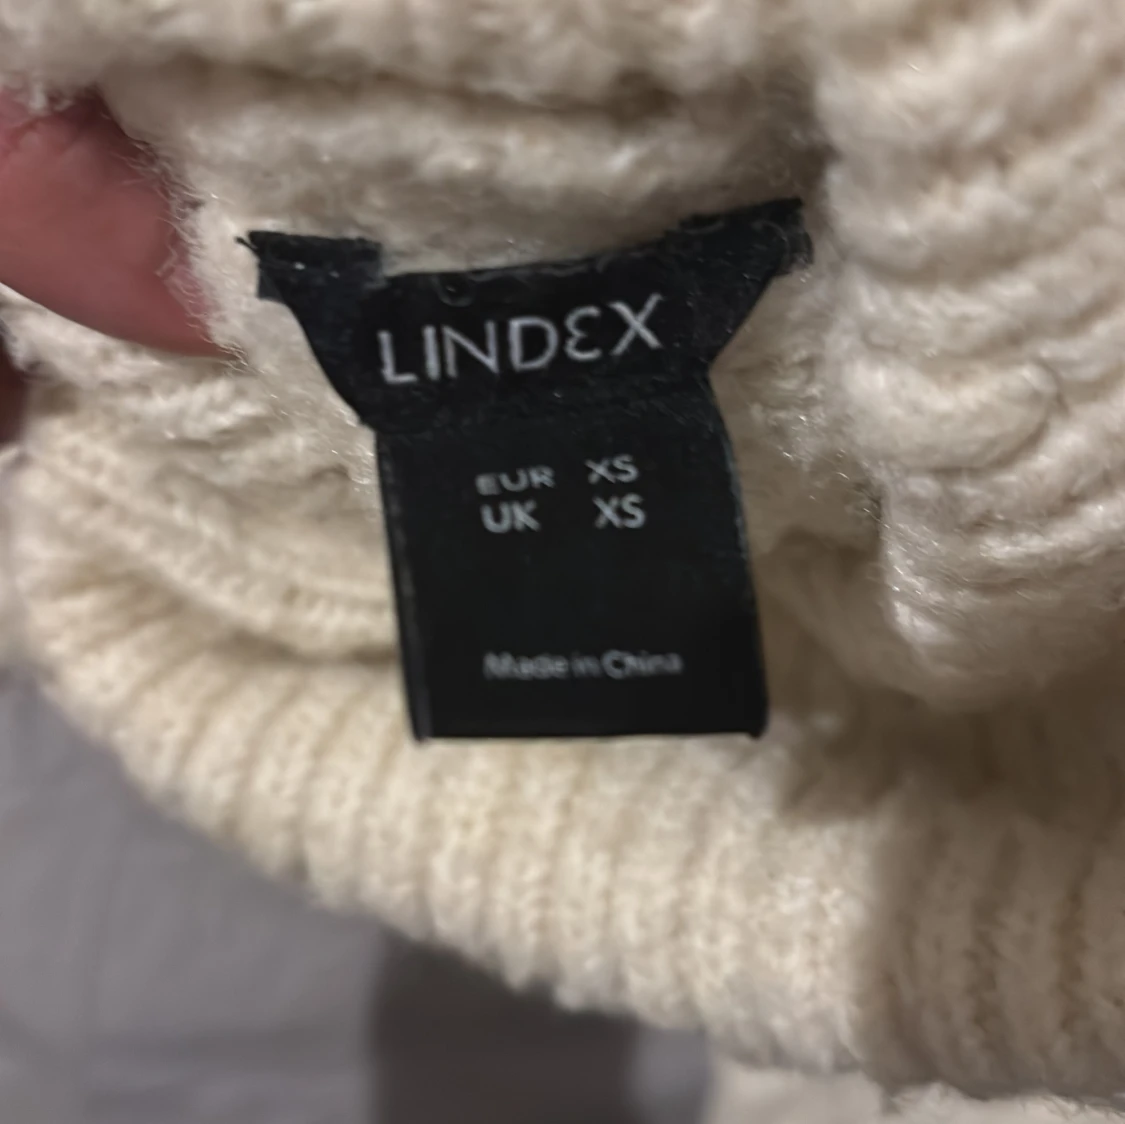 LINDEX
EUR XS
UK XS
Made in China